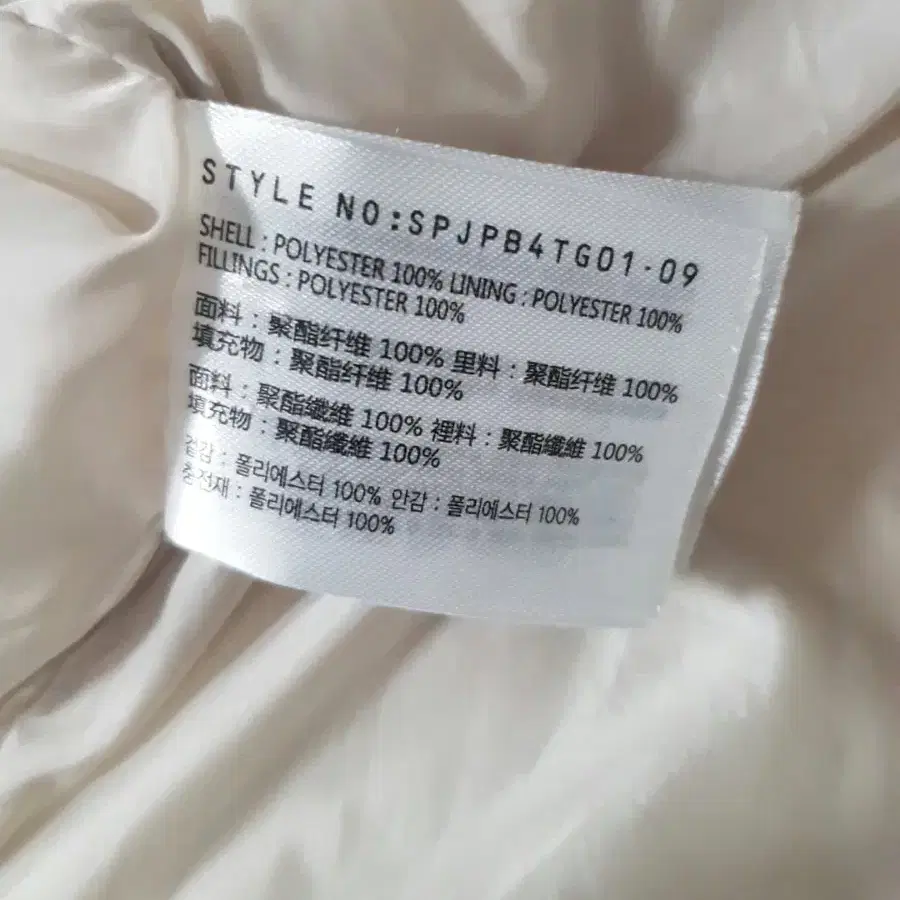 STYLE NO:SPJPB4TG01-09
SHELL : POLYESTER 100% LINING : POLYESTER 100%
FILLINGS : POLYESTER 100%
面料 : 聚酯纤维 100% 里料 : 聚酯纤维 100%
填充物 : 聚酯纤维 100%
面料 : 聚酯纖維 100% 裡料 : 聚酯纖維 100%
填充物 : 聚酯纖維 100%
겉감 : 폴리에스터 100% 안감 : 폴리에스터 100%
충전재 : 폴리에스터 100%